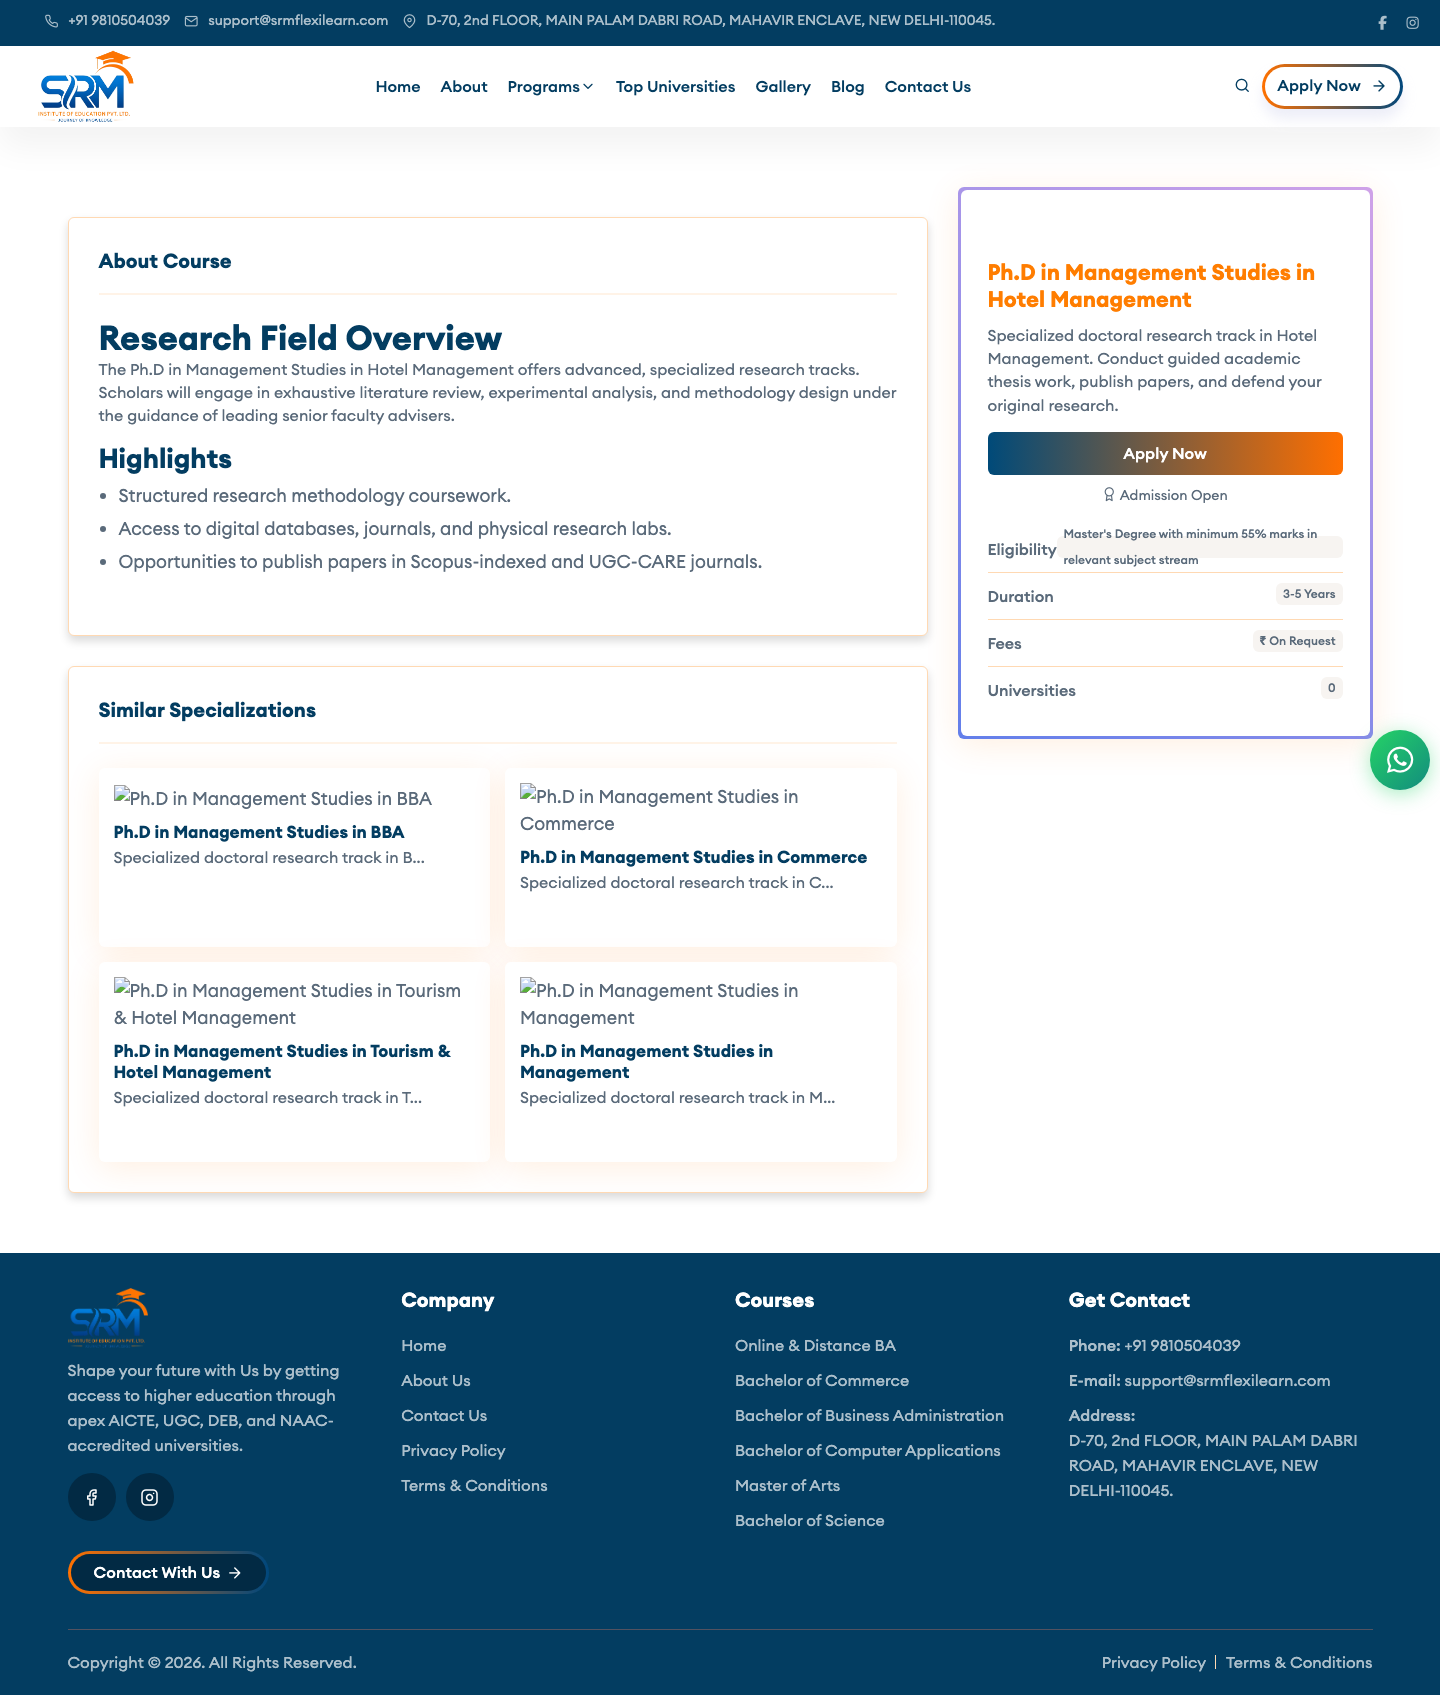 +91 9810504039 support@srmflexilearn.com D-70, 2nd FLOOR, MAIN PALAM DABRI ROAD, MAHAVIR ENCLAVE, NEW DELHI-110045.
SRM
INSTITUTE OF EDUCATION PVT. LTD.
JOURNEY OF KNOWLEDGE
Home About Programs Top Universities Gallery Blog Contact Us Apply Now
About Course
Research Field Overview
The Ph.D in Management Studies in Hotel Management offers advanced, specialized research tracks.
Scholars will engage in exhaustive literature review, experimental analysis, and methodology design under
the guidance of leading senior faculty advisers.
Highlights
• Structured research methodology coursework.
• Access to digital databases, journals, and physical research labs.
• Opportunities to publish papers in Scopus-indexed and UGC-CARE journals.
Ph.D in Management Studies in
Hotel Management
Specialized doctoral research track in Hotel
Management. Conduct guided academic
thesis work, publish papers, and defend your
original research.
Apply Now
Admission Open
Eligibility Master's Degree with minimum 55% marks in
relevant subject stream
Duration 3-5 Years
Fees ₹ On Request
Universities 0
Similar Specializations
Ph.D in Management Studies in BBA
Ph.D in Management Studies in BBA
Specialized doctoral research track in B...
Ph.D in Management Studies in
Commerce
Ph.D in Management Studies in Commerce
Specialized doctoral research track in C...
Ph.D in Management Studies in Tourism
& Hotel Management
Ph.D in Management Studies in Tourism &
Hotel Management
Specialized doctoral research track in T...
Ph.D in Management Studies in
Management
Ph.D in Management Studies in
Management
Specialized doctoral research track in M...
SRM
INSTITUTE OF EDUCATION PVT. LTD.
Shape your future with Us by getting
access to higher education through
apex AICTE, UGC, DEB, and NAAC-
accredited universities.
Contact With Us
Company
Home
About Us
Contact Us
Privacy Policy
Terms & Conditions
Courses
Online & Distance BA
Bachelor of Commerce
Bachelor of Business Administration
Bachelor of Computer Applications
Master of Arts
Bachelor of Science
Get Contact
Phone: +91 9810504039
E-mail: support@srmflexilearn.com
Address:
D-70, 2nd FLOOR, MAIN PALAM DABRI
ROAD, MAHAVIR ENCLAVE, NEW
DELHI-110045.
Copyright © 2026. All Rights Reserved.
Privacy Policy | Terms & Conditions